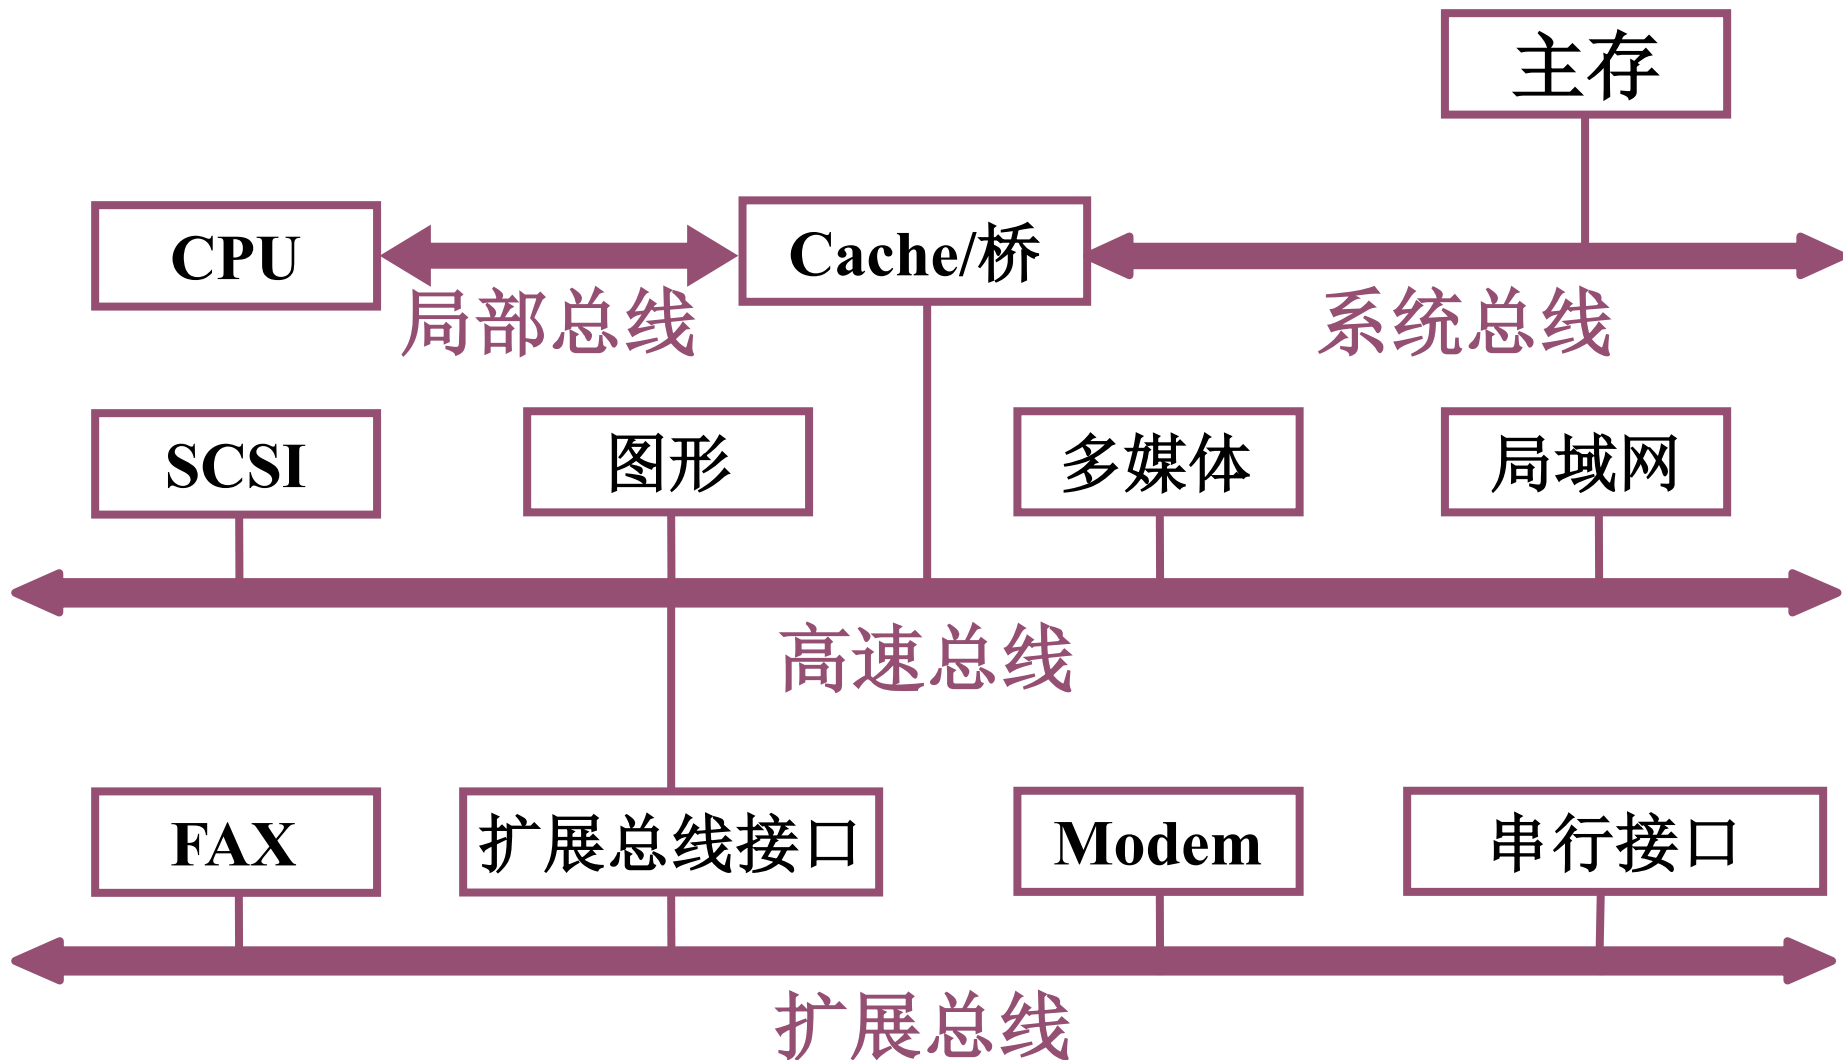 主存
CPU
Cache/桥
局部总线
系统总线
SCSI
图形
多媒体
局域网
高速总线
FAX
扩展总线接口
Modem
串行接口
扩展总线